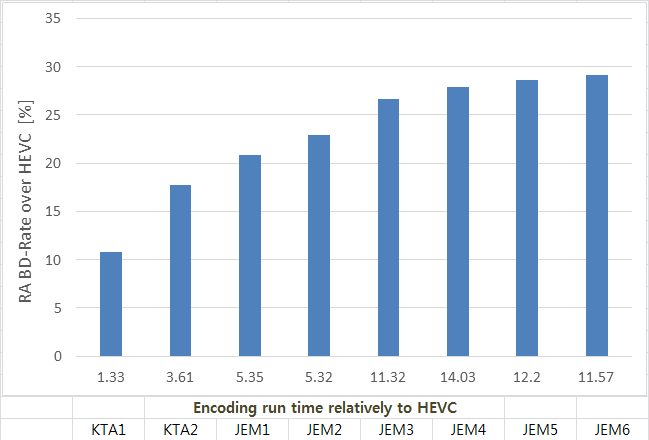 35
30
25
20
15
10
5
0
RA BD-Rate over HEVC [%]
1.33 3.61 5.35 5.32 11.32 14.03 12.2 11.57
Encoding run time relatively to HEVC
KTA1 KTA2 JEM1 JEM2 JEM3 JEM4 JEM5 JEM6